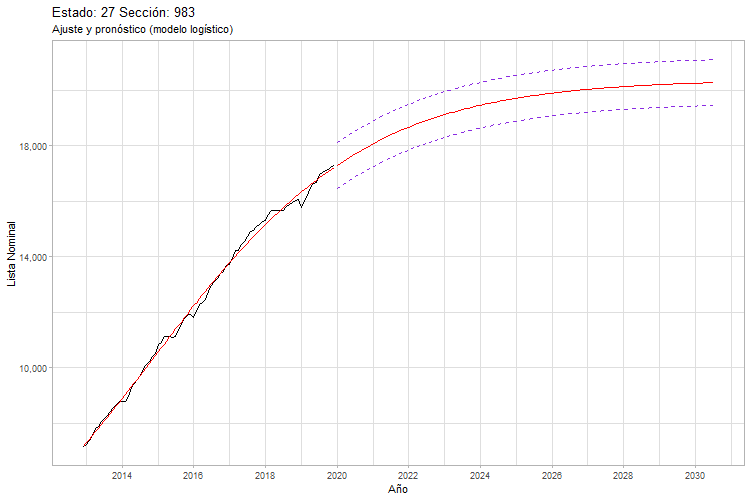 Estado: 27 Sección: 983
Ajuste y pronóstico (modelo logístico)
Lista Nominal
18,000
14,000
10,000
2014 2016 2018 2020 2022 2024 2026 2028 2030
Año